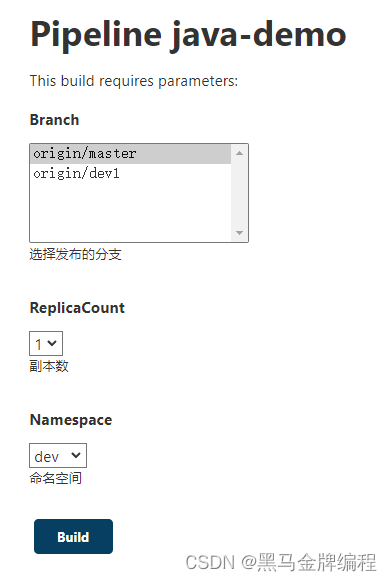 Pipeline java-demo
This build requires parameters:
Branch
origin/master
origin/dev1
选择发布的分支
ReplicaCount
1
副本数
Namespace
dev
命名空间
Build
CSDN @黑马金牌编程